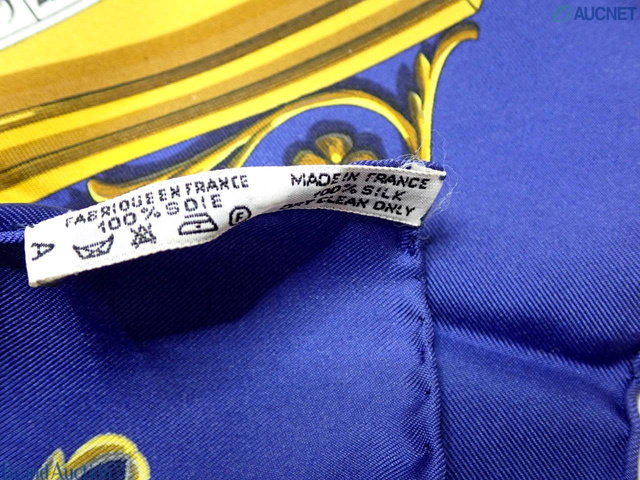 AUCNET
FABRIQUE EN FRANCE
100% SOIE
A
MADE IN FRANCE
100% SILK
DRY CLEAN ONLY